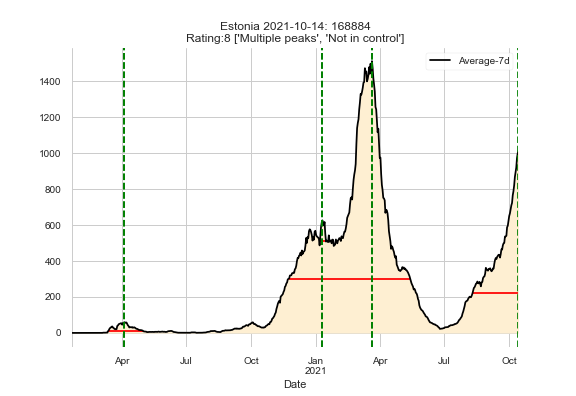 Estonia 2021-10-14: 168884
Rating:8 ['Multiple peaks', 'Not in control']
Average-7d
1400
1200
1000
800
600
400
200
0
Apr Jul Oct Jan Apr Jul Oct
2021
Date